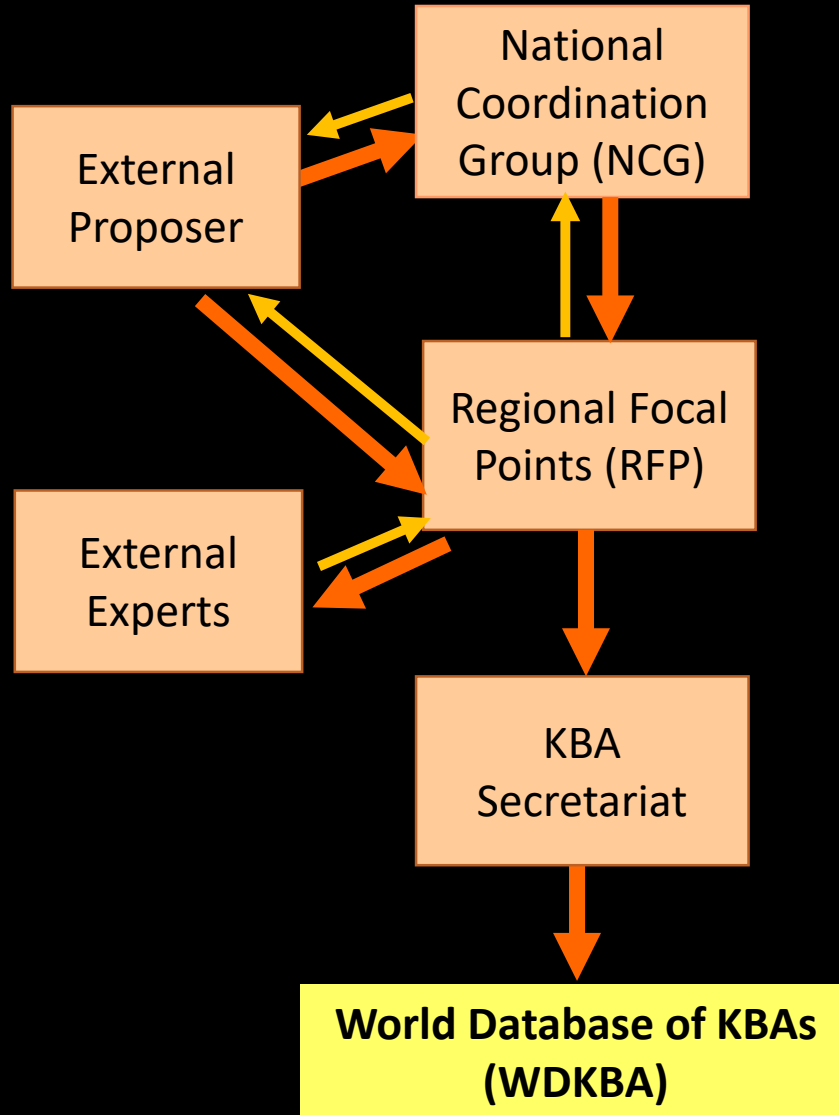 National
Coordination
Group (NCG)
External
Proposer
Regional Focal
Points (RFP)
External
Experts
KBA
Secretariat
World Database of KBAs
(WDKBA)